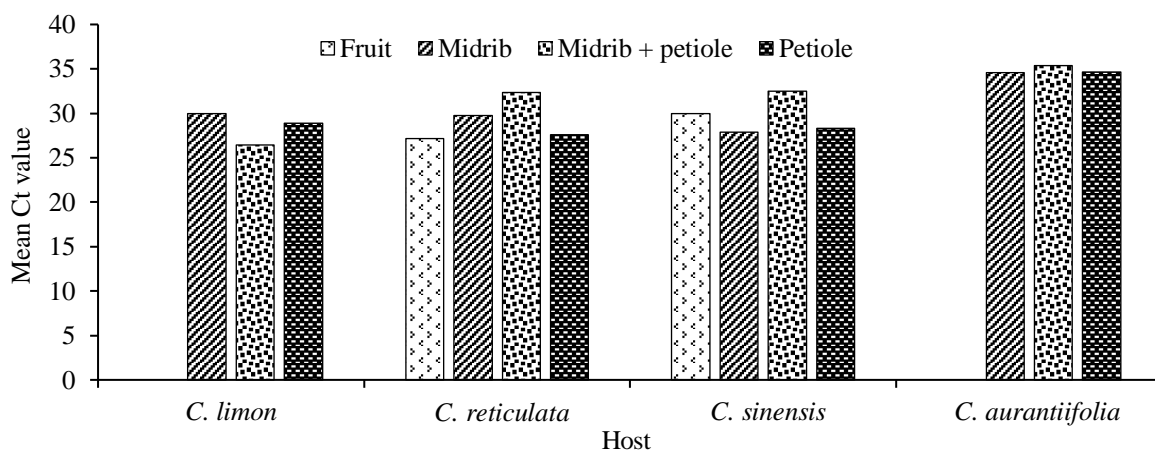 40
35
30
25
20
15
10
5
0
Mean Ct value
Fruit Midrib Midrib + petiole Petiole
C. limon C. reticulata C. sinensis C. aurantiifolia
Host